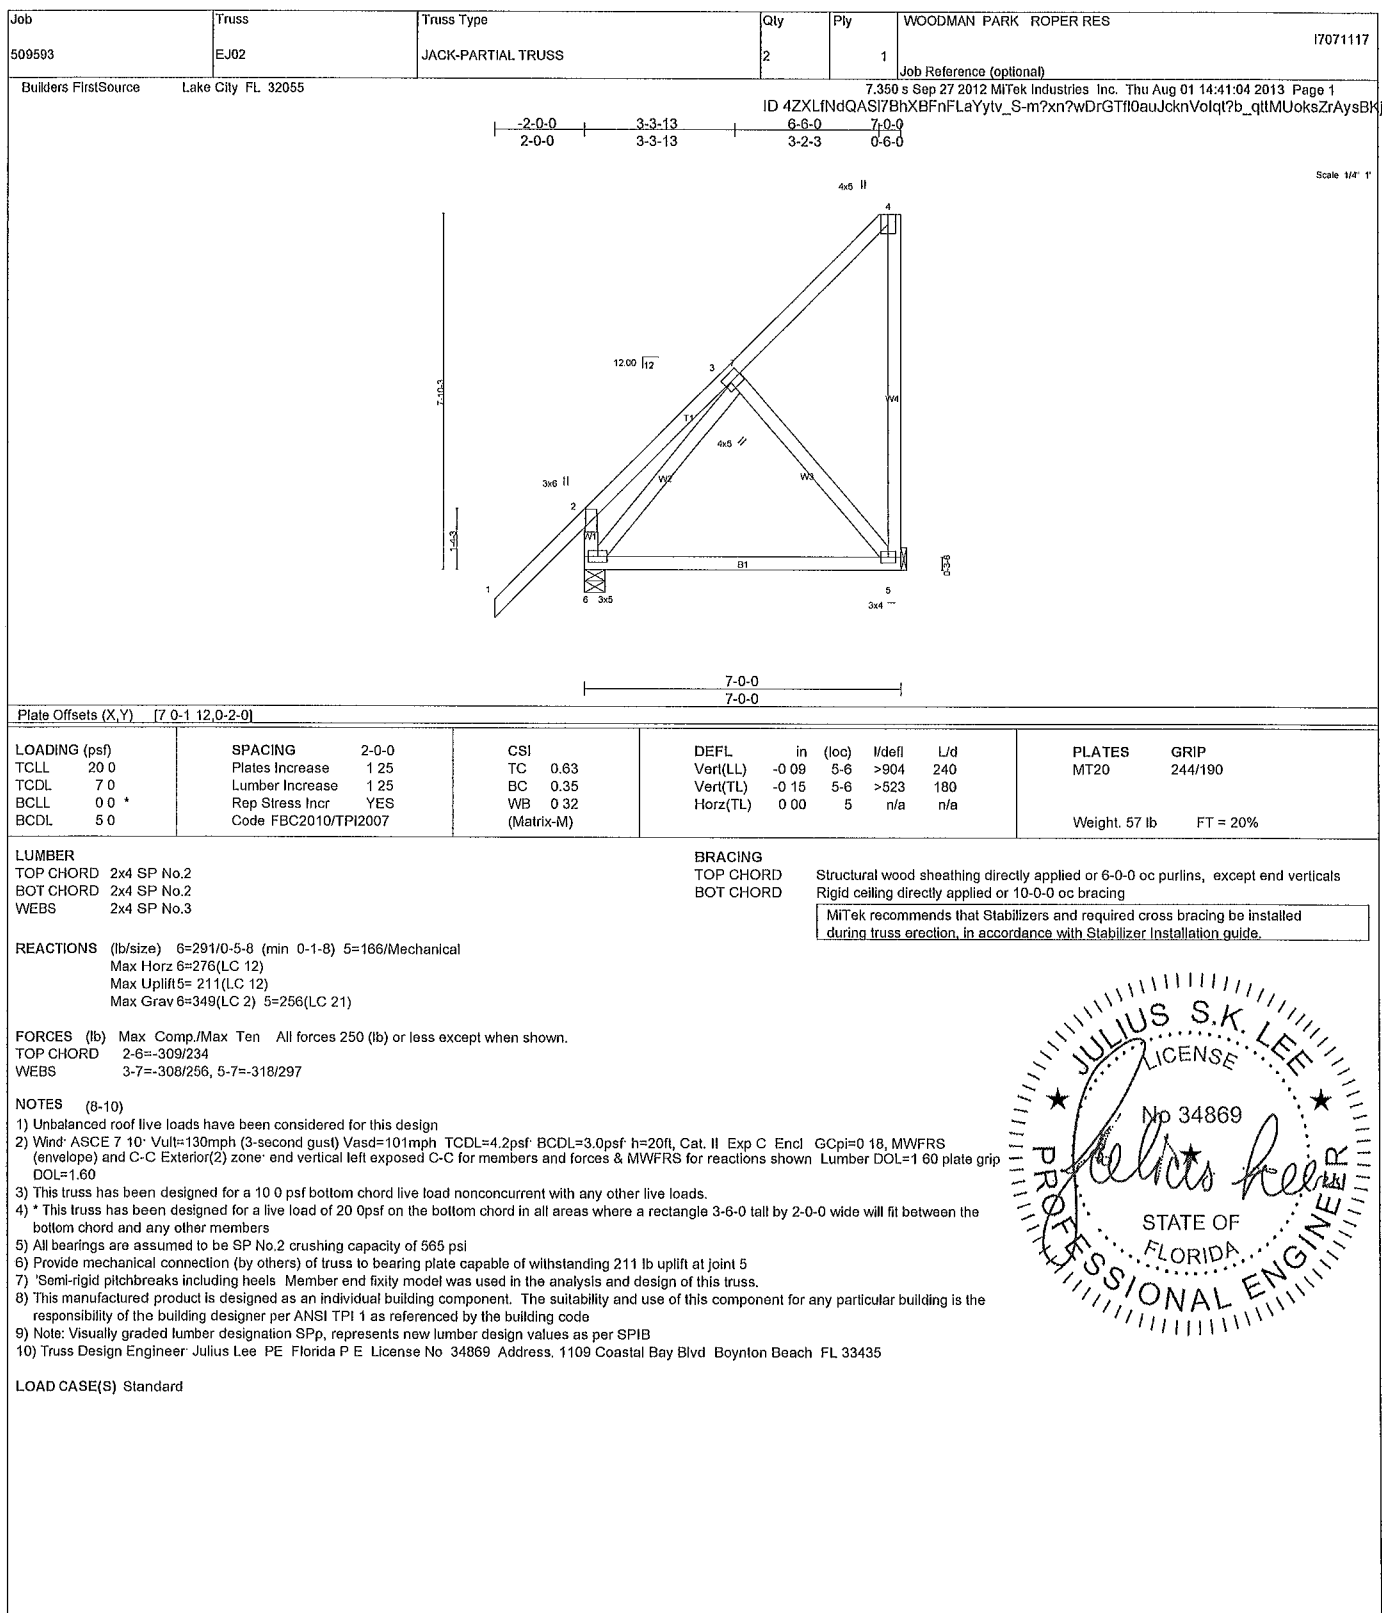 Job Truss Truss Type Qty Ply WOODMAN PARK ROPER RES
I7071117
509593 EJ02 JACK-PARTIAL TRUSS 2 1
Job Reference (optional)
Builders FirstSource Lake City FL 32055 7.350 s Sep 27 2012 MiTek Industries Inc. Thu Aug 01 14:41:04 2013 Page 1
-2-0-0 3-3-13 6-6-0 7-0-0
2-0-0 3-3-13 3-2-3 0-6-0
Scale 1/4" 1'
4x5 ||
4
12.00 12
3 7
7-10-3
W4
T1
4x5 //
3x6 ||
W2
W3
2
1-4-3
W1
B1
0-3-8
1
6 3x5
5
3x4
7-0-0
7-0-0
Plate Offsets (X,Y) [7 0-1 12,0-2-0]
LOADING (psf) SPACING 2-0-0 CSI DEFL in (loc) l/defl L/d PLATES GRIP
TCLL 20 0 Plates Increase 1 25 TC 0.63 Vert(LL) -0 09 5-6 >904 240 MT20 244/190
TCDL 7 0 Lumber Increase 1 25 BC 0.35 Vert(TL) -0 15 5-6 >523 180
BCLL 0 0 * Rep Stress Incr YES WB 0 32 Horz(TL) 0 00 5 n/a n/a
BCDL 5 0 Code FBC2010/TPI2007 (Matrix-M) Weight. 57 lb FT = 20%
LUMBER
TOP CHORD 2x4 SP No.2
BOT CHORD 2x4 SP No.2
WEBS 2x4 SP No.3
BRACING
TOP CHORD Structural wood sheathing directly applied or 6-0-0 oc purlins, except end verticals
BOT CHORD Rigid ceiling directly applied or 10-0-0 oc bracing
MiTek recommends that Stabilizers and required cross bracing be installed
during truss erection, in accordance with Stabilizer Installation guide.
REACTIONS (lb/size) 6=291/0-5-8 (min 0-1-8) 5=166/Mechanical
Max Horz 6=276(LC 12)
Max Uplift5= 211(LC 12)
Max Grav 6=349(LC 2) 5=256(LC 21)
FORCES (lb) Max Comp./Max Ten All forces 250 (lb) or less except when shown.
TOP CHORD 2-6=-309/234
WEBS 3-7=-308/256, 5-7=-318/297
NOTES (8-10)
1) Unbalanced roof live loads have been considered for this design
2) Wind· ASCE 7 10· Vult=130mph (3-second gust) Vasd=101mph TCDL=4.2psf· BCDL=3.0psf· h=20ft, Cat. II Exp C Encl GCpi=0 18, MWFRS
(envelope) and C-C Exterior(2) zone· end vertical left exposed C-C for members and forces & MWFRS for reactions shown Lumber DOL=1 60 plate grip
DOL=1.60
3) This truss has been designed for a 10 0 psf bottom chord live load nonconcurrent with any other live loads.
4) * This truss has been designed for a live load of 20 0psf on the bottom chord in all areas where a rectangle 3-6-0 tall by 2-0-0 wide will fit between the
bottom chord and any other members
5) All bearings are assumed to be SP No.2 crushing capacity of 565 psi
6) Provide mechanical connection (by others) of truss to bearing plate capable of withstanding 211 lb uplift at joint 5
7) 'Semi-rigid pitchbreaks including heels Member end fixity model was used in the analysis and design of this truss.
8) This manufactured product is designed as an individual building component. The suitability and use of this component for any particular building is the
responsibility of the building designer per ANSI TPI 1 as referenced by the building code
9) Note: Visually graded lumber designation SPp, represents new lumber design values as per SPIB
10) Truss Design Engineer· Julius Lee PE Florida P E License No 34869 Address. 1109 Coastal Bay Blvd Boynton Beach FL 33435
LOAD CASE(S) Standard
JULIUS S.K. LEE
LICENSE
No 34869
Julius Lee
STATE OF
FLORIDA
PROFESSIONAL ENGINEER